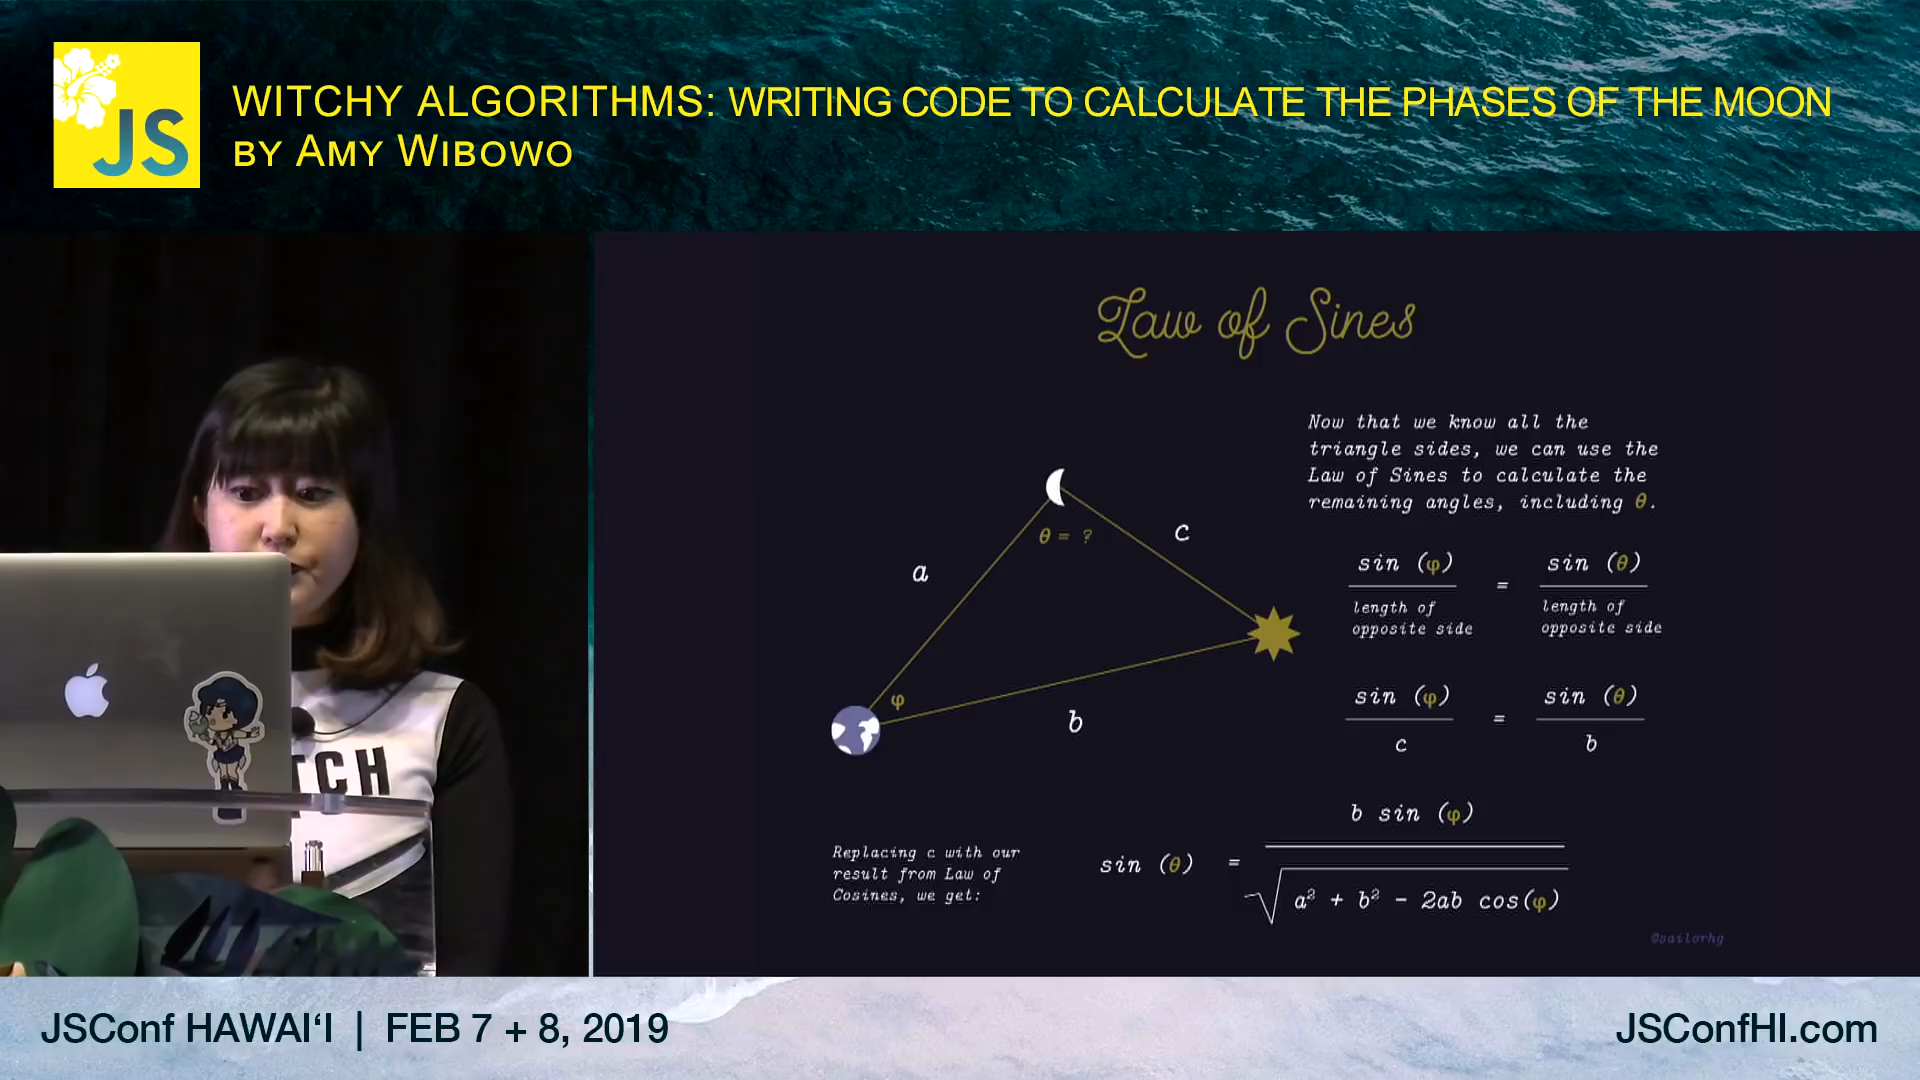 JS
WITCHY ALGORITHMS: WRITING CODE TO CALCULATE THE PHASES OF THE MOON
BY AMY WIBOWO
Law of Sines
Now that we know all the
triangle sides, we can use the
Law of Sines to calculate the
remaining angles, including θ.
θ = ?
c
a
φ
b
sin (φ) = sin (θ)
length of length of
opposite side opposite side
sin (φ) = sin (θ)
c b
Replacing c with our
result from Law of
Cosines, we get:
sin (θ) =
b sin (φ)
√ a² + b² - 2ab cos(φ)
@sailorhg
TCH
JSConf HAWAI‘I | FEB 7 + 8, 2019
JSConfHI.com